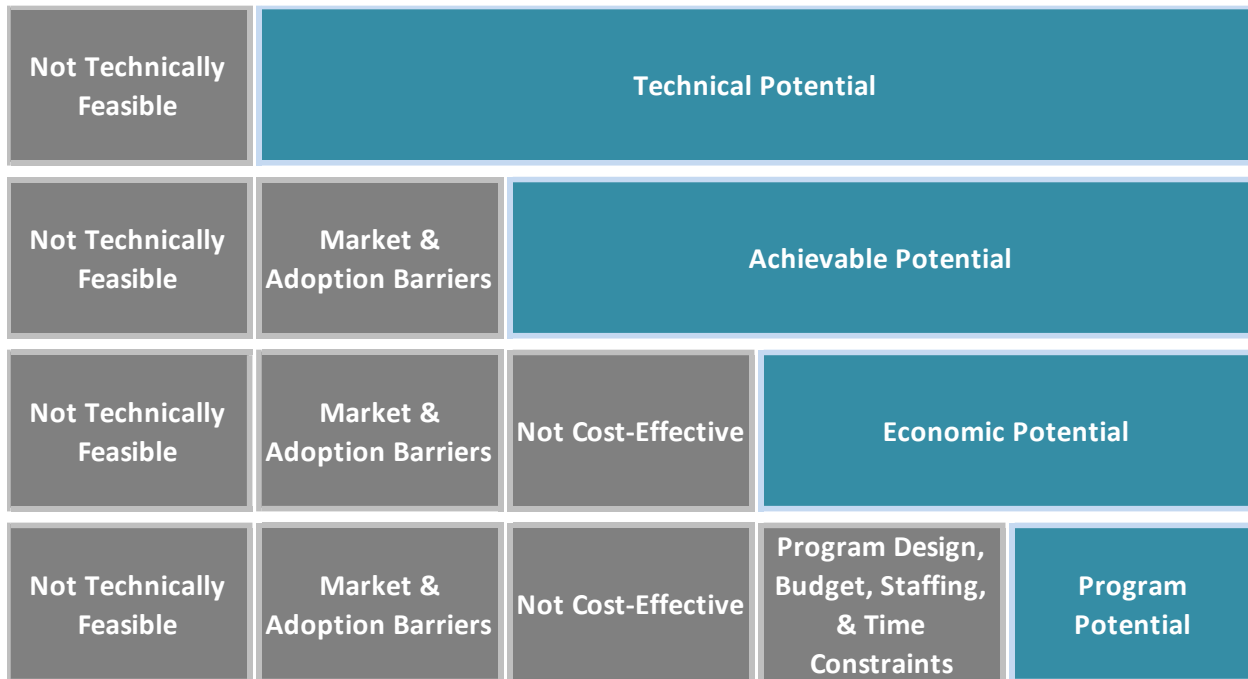 Not Technically
Feasible
Technical Potential
Not Technically
Feasible
Market &
Adoption Barriers
Achievable Potential
Not Technically
Feasible
Market &
Adoption Barriers
Not Cost-Effective
Economic Potential
Not Technically
Feasible
Market &
Adoption Barriers
Not Cost-Effective
Program Design,
Budget, Staffing,
& Time
Constraints
Program
Potential